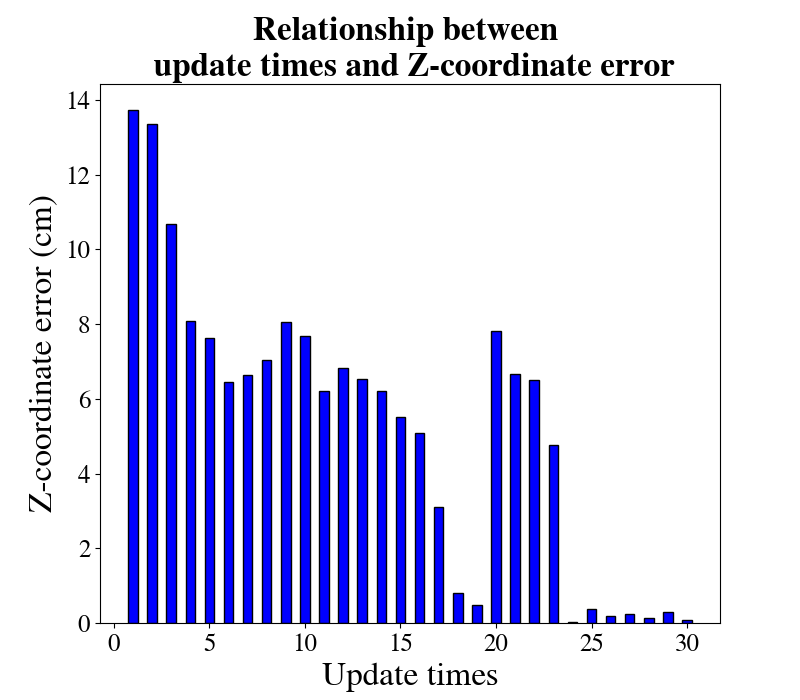 Relationship between
update times and Z-coordinate error
Z-coordinate error (cm)
14
12
10
8
6
4
2
0
0 5 10 15 20 25 30
Update times